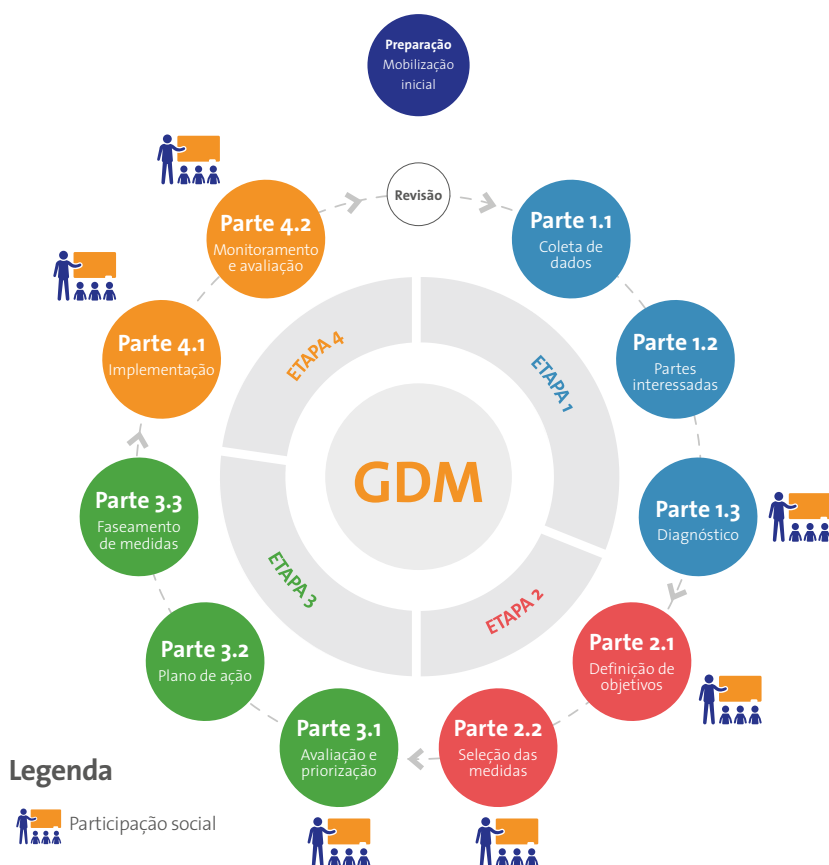 Preparação
Mobilização
inicial
Revisão
Parte 1.1
Coleta de
dados
Parte 1.2
Partes
interessadas
Parte 1.3
Diagnóstico
Parte 2.1
Definição de
objetivos
Parte 2.2
Seleção das
medidas
Parte 3.1
Avaliação e
priorização
Parte 3.2
Plano de ação
Parte 3.3
Faseamento
de medidas
Parte 4.1
Implementação
Parte 4.2
Monitoramento
e avaliação
ETAPA 1
ETAPA 2
ETAPA 3
ETAPA 4
GDM
Legenda
Participação social